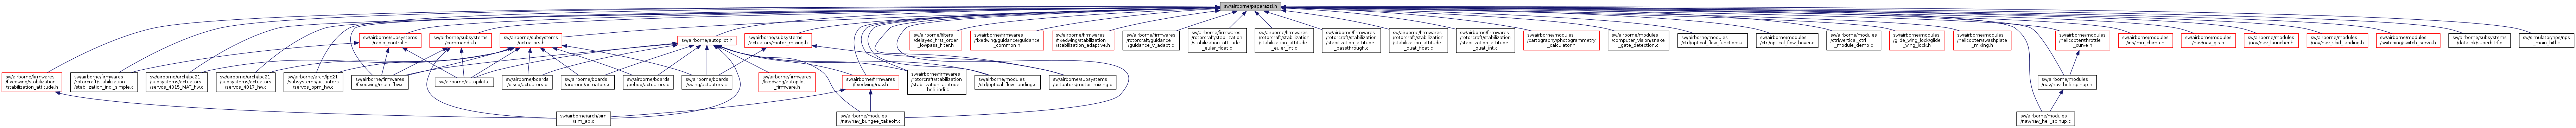 sw/airborne/paparazzi.h
sw/airborne/subsystems
/radio_control.h
sw/airborne/subsystems
/commands.h
sw/airborne/subsystems
/actuators.h
sw/airborne/autopilot.h
sw/airborne/subsystems
/actuators/motor_mixing.h
sw/airborne/filters
/delayed_first_order
_lowpass_filter.h
sw/airborne/firmwares
/fixedwing/guidance/guidance
_common.h
sw/airborne/firmwares
/fixedwing/stabilization
/stabilization_adaptive.h
sw/airborne/firmwares
/rotorcraft/guidance
/guidance_v_adapt.c
sw/airborne/firmwares
/rotorcraft/stabilization
/stabilization_attitude
_euler_float.c
sw/airborne/firmwares
/rotorcraft/stabilization
/stabilization_attitude
_euler_int.c
sw/airborne/firmwares
/rotorcraft/stabilization
/stabilization_attitude
_passthrough.c
sw/airborne/firmwares
/rotorcraft/stabilization
/stabilization_attitude
_quat_float.c
sw/airborne/firmwares
/rotorcraft/stabilization
/stabilization_attitude
_quat_int.c
sw/airborne/modules
/cartography/photogrammetry
_calculator.h
sw/airborne/modules
/computer_vision/snake
_gate_detection.c
sw/airborne/modules
/ctrl/optical_flow_functions.c
sw/airborne/modules
/ctrl/optical_flow_hover.c
sw/airborne/modules
/ctrl/vertical_ctrl
_module_demo.c
sw/airborne/modules
/glide_wing_lock/glide
_wing_lock.h
sw/airborne/modules
/helicopter/swashplate
_mixing.h
sw/airborne/modules
/helicopter/throttle
_curve.h
sw/airborne/modules
/ins/imu_chimu.h
sw/airborne/modules
/nav/nav_gls.h
sw/airborne/modules
/nav/nav_launcher.h
sw/airborne/modules
/nav/nav_skid_landing.h
sw/airborne/modules
/switching/switch_servo.h
sw/airborne/subsystems
/datalink/superbitrf.c
sw/simulator/nps/nps
_main_hitl.c
sw/airborne/firmwares
/fixedwing/stabilization
/stabilization_attitude.h
sw/airborne/firmwares
/rotorcraft/stabilization
/stabilization_indi_simple.c
sw/airborne/arch/lpc21
/subsystems/actuators
/servos_4015_MAT_hw.c
sw/airborne/arch/lpc21
/subsystems/actuators
/servos_4017_hw.c
sw/airborne/arch/lpc21
/subsystems/actuators
/servos_ppm_hw.c
sw/airborne/firmwares
/fixedwing/main_fbw.c
sw/airborne/autopilot.c
sw/airborne/boards
/disco/actuators.c
sw/airborne/boards
/ardrone/actuators.c
sw/airborne/boards
/bebop/actuators.c
sw/airborne/boards
/swing/actuators.c
sw/airborne/firmwares
/fixedwing/autopilot
_firmware.h
sw/airborne/firmwares
/fixedwing/nav.h
sw/airborne/firmwares
/rotorcraft/stabilization
/stabilization_attitude
_heli_indi.c
sw/airborne/modules
/ctrl/optical_flow_landing.c
sw/airborne/subsystems
/actuators/motor_mixing.c
sw/airborne/modules
/nav/nav_heli_spinup.h
sw/airborne/arch/sim
/sim_ap.c
sw/airborne/modules
/nav/nav_bungee_takeoff.c
sw/airborne/modules
/nav/nav_heli_spinup.c